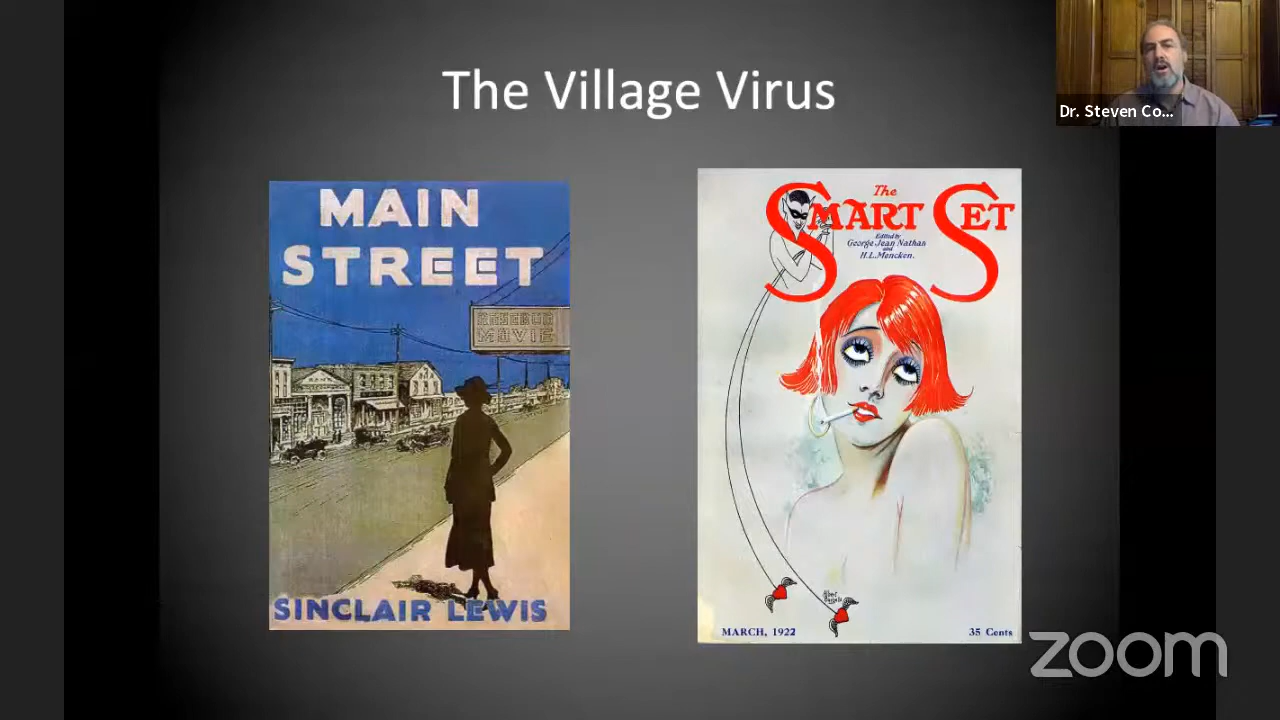 The Village Virus
Dr. Steven Co...
MAIN
STREET
MOVIE
SINCLAIR LEWIS
The
SMART SET
Edited by
George Jean Nathan
and
H.L. Mencken.
MARCH, 1922
35 Cents
zoom